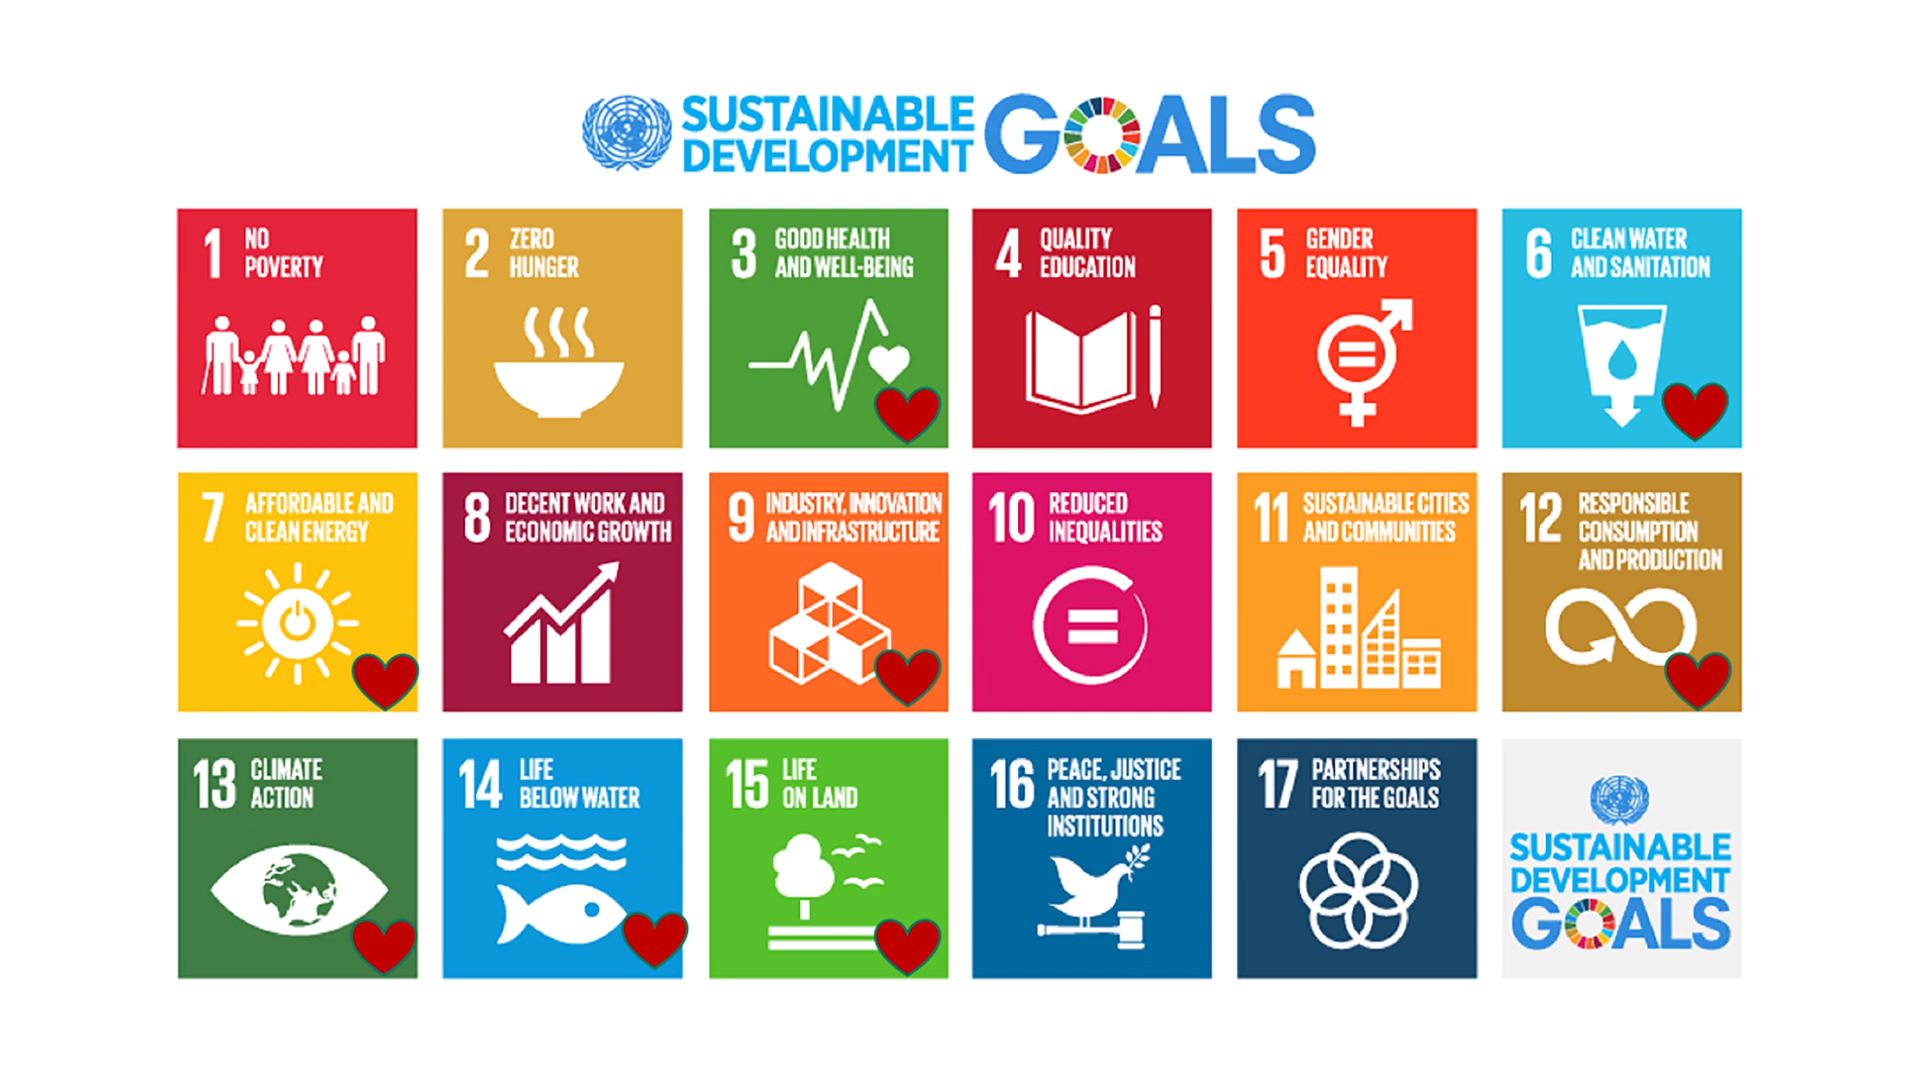 SUSTAINABLE
DEVELOPMENT
GOALS
1 NO
POVERTY
2 ZERO
HUNGER
3 GOOD HEALTH
AND WELL-BEING
4 QUALITY
EDUCATION
5 GENDER
EQUALITY
6 CLEAN WATER
AND SANITATION
7 AFFORDABLE AND
CLEAN ENERGY
8 DECENT WORK AND
ECONOMIC GROWTH
9 INDUSTRY, INNOVATION
AND INFRASTRUCTURE
10 REDUCED
INEQUALITIES
11 SUSTAINABLE CITIES
AND COMMUNITIES
12 RESPONSIBLE
CONSUMPTION
AND PRODUCTION
13 CLIMATE
ACTION
14 LIFE
BELOW WATER
15 LIFE
ON LAND
16 PEACE, JUSTICE
AND STRONG
INSTITUTIONS
17 PARTNERSHIPS
FOR THE GOALS
SUSTAINABLE
DEVELOPMENT
GOALS